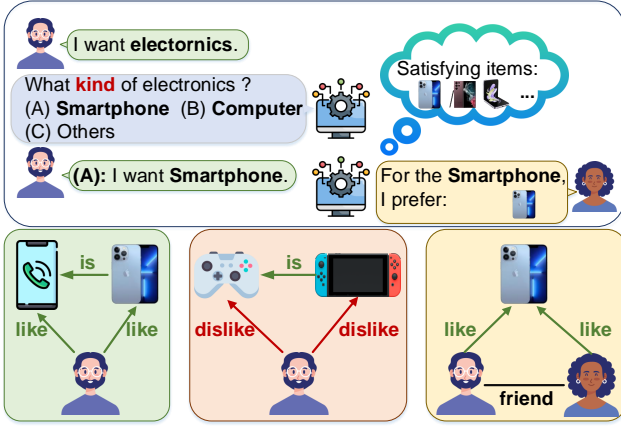 I want electornics.
What kind of electronics ?
(A) Smartphone (B) Computer
(C) Others
Satisfying items:
...
(A): I want Smartphone.
For the Smartphone,
I prefer:
is
like
like
is
dislike
dislike
like
like
friend